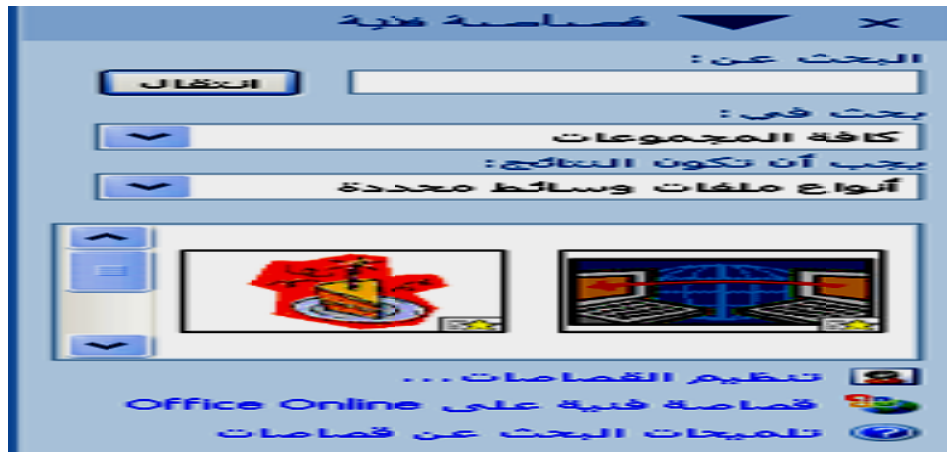 قصاصة فنية
البحث عن:
انتقال
بحث في:
كافة المجموعات
يجب أن تكون النتائج:
أنواع ملفات وسائط محددة
تنظيم القصاصات...
قصاصة فنية على Office Online
تلميحات البحث عن قصاصات